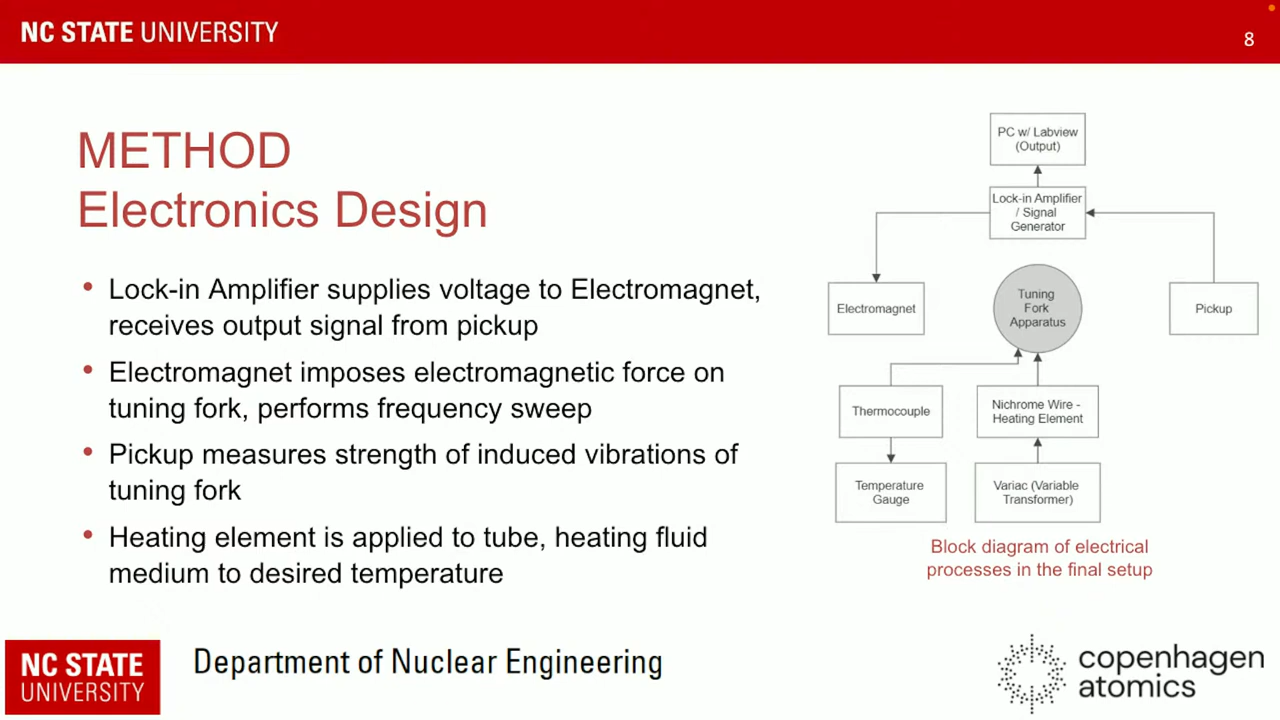 NC STATE UNIVERSITY
8
METHOD
Electronics Design
• Lock-in Amplifier supplies voltage to Electromagnet,
receives output signal from pickup
• Electromagnet imposes electromagnetic force on
tuning fork, performs frequency sweep
• Pickup measures strength of induced vibrations of
tuning fork
• Heating element is applied to tube, heating fluid
medium to desired temperature
PC w/ Labview
(Output)
Lock-in Amplifier
/ Signal
Generator
Electromagnet
Tuning
Fork
Apparatus
Pickup
Thermocouple
Nichrome Wire -
Heating Element
Temperature
Gauge
Variac (Variable
Transformer)
Block diagram of electrical
processes in the final setup
NC STATE
UNIVERSITY
Department of Nuclear Engineering
copenhagen
atomics